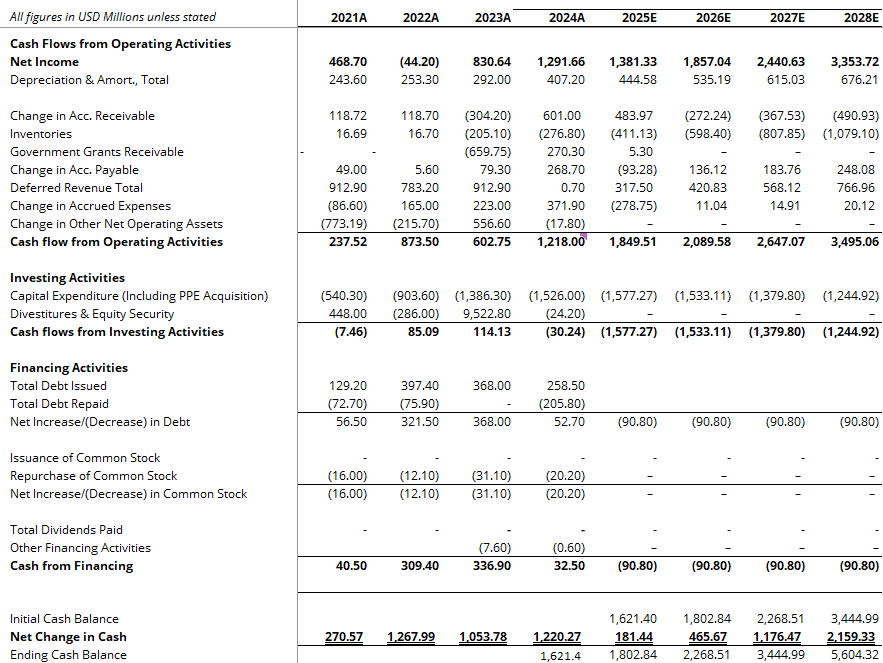 All figures in USD Millions unless stated 2021A 2022A 2023A 2024A 2025E 2026E 2027E 2028E
Cash Flows from Operating Activities
Net Income 468.70 (44.20) 830.64 1,291.66 1,381.33 1,857.04 2,440.63 3,353.72
Depreciation & Amort., Total 243.60 253.30 292.00 407.20 444.58 535.19 615.03 676.21
Change in Acc. Receivable 118.72 118.70 (304.20) 601.00 483.97 (272.24) (367.53) (490.93)
Inventories 16.69 16.70 (205.10) (276.80) (411.13) (598.40) (807.85) (1,079.10)
Government Grants Receivable - - (659.75) 270.30 5.30 – – –
Change in Acc. Payable 49.00 5.60 79.30 268.70 (93.28) 136.12 183.76 248.08
Deferred Revenue Total 912.90 783.20 912.90 0.70 317.50 420.83 568.12 766.96
Change in Accrued Expenses (86.60) 165.00 223.00 371.90 (278.75) 11.04 14.91 20.12
Change in Other Net Operating Assets (773.19) (215.70) 556.60 (17.80) – – – –
Cash flow from Operating Activities 237.52 873.50 602.75 1,218.00 1,849.51 2,089.58 2,647.07 3,495.06
Investing Activities
Capital Expenditure (Including PPE Acquisition) (540.30) (903.60) (1,386.30) (1,526.00) (1,577.27) (1,533.11) (1,379.80) (1,244.92)
Divestitures & Equity Security 448.00 (286.00) 9,522.80 (24.20) – – – –
Cash flows from Investing Activities (7.46) 85.09 114.13 (30.24) (1,577.27) (1,533.11) (1,379.80) (1,244.92)
Financing Activities
Total Debt Issued 129.20 397.40 368.00 258.50
Total Debt Repaid (72.70) (75.90) - (205.80)
Net Increase/(Decrease) in Debt 56.50 321.50 368.00 52.70 (90.80) (90.80) (90.80) (90.80)
Issuance of Common Stock - - - - - - - -
Repurchase of Common Stock (16.00) (12.10) (31.10) (20.20) – – – –
Net Increase/(Decrease) in Common Stock (16.00) (12.10) (31.10) (20.20) – – – –
Total Dividends Paid - - - - - - - -
Other Financing Activities (7.60) (0.60) – – – –
Cash from Financing 40.50 309.40 336.90 32.50 (90.80) (90.80) (90.80) (90.80)
Initial Cash Balance 1,621.40 1,802.84 2,268.51 3,444.99
Net Change in Cash 270.57 1,267.99 1,053.78 1,220.27 181.44 465.67 1,176.47 2,159.33
Ending Cash Balance 1,621.4 1,802.84 2,268.51 3,444.99 5,604.32